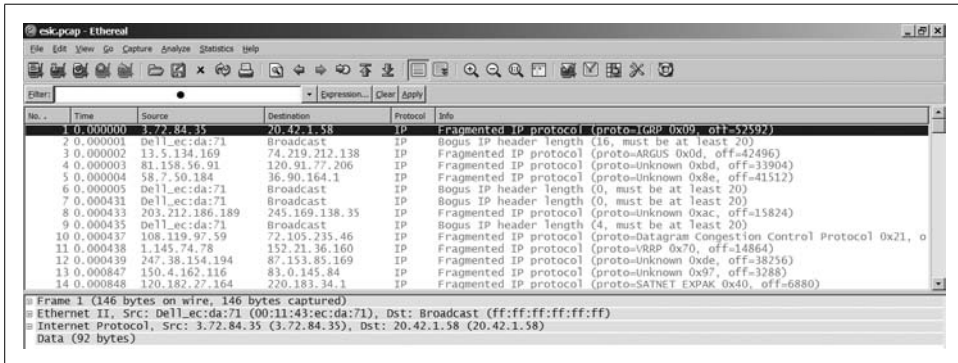 esic.pcap - Ethereal
File Edit View Go Capture Analyze Statistics Help
Filter: Expression... Clear Apply
No. . Time Source Destination Protocol Info
1 0.000000 3.72.84.35 20.42.1.58 IP Fragmented IP protocol (proto=IGRP 0x09, off=52592)
2 0.000001 Dell_ec:da:71 Broadcast IP Bogus IP header length (16, must be at least 20)
3 0.000002 13.5.134.169 74.219.212.138 IP Fragmented IP protocol (proto=ARGUS 0x0d, off=42496)
4 0.000003 81.158.56.91 120.91.77.206 IP Fragmented IP protocol (proto=Unknown 0xbd, off=33904)
5 0.000004 58.7.50.184 36.90.164.1 IP Fragmented IP protocol (proto=Unknown 0x8e, off=41512)
6 0.000005 Dell_ec:da:71 Broadcast IP Bogus IP header length (0, must be at least 20)
7 0.000431 Dell_ec:da:71 Broadcast IP Bogus IP header length (0, must be at least 20)
8 0.000433 203.212.186.189 245.169.138.35 IP Fragmented IP protocol (proto=Unknown 0xac, off=15824)
9 0.000435 Dell_ec:da:71 Broadcast IP Bogus IP header length (4, must be at least 20)
10 0.000437 108.119.97.59 72.105.235.46 IP Fragmented IP protocol (proto=Datagram Congestion Control Protocol 0x21, o
11 0.000438 1.145.74.78 152.21.36.160 IP Fragmented IP protocol (proto=VRRP 0x70, off=14864)
12 0.000439 247.38.154.194 87.153.85.169 IP Fragmented IP protocol (proto=Unknown 0xde, off=38256)
13 0.000847 150.4.162.116 83.0.145.84 IP Fragmented IP protocol (proto=Unknown 0x97, off=3288)
14 0.000848 120.182.27.164 220.183.34.1 IP Fragmented IP protocol (proto=SATNET EXPAK 0x40, off=6880)
Frame 1 (146 bytes on wire, 146 bytes captured)
Ethernet II, Src: Dell_ec:da:71 (00:11:43:ec:da:71), Dst: Broadcast (ff:ff:ff:ff:ff:ff)
Internet Protocol, Src: 3.72.84.35 (3.72.84.35), Dst: 20.42.1.58 (20.42.1.58)
Data (92 bytes)